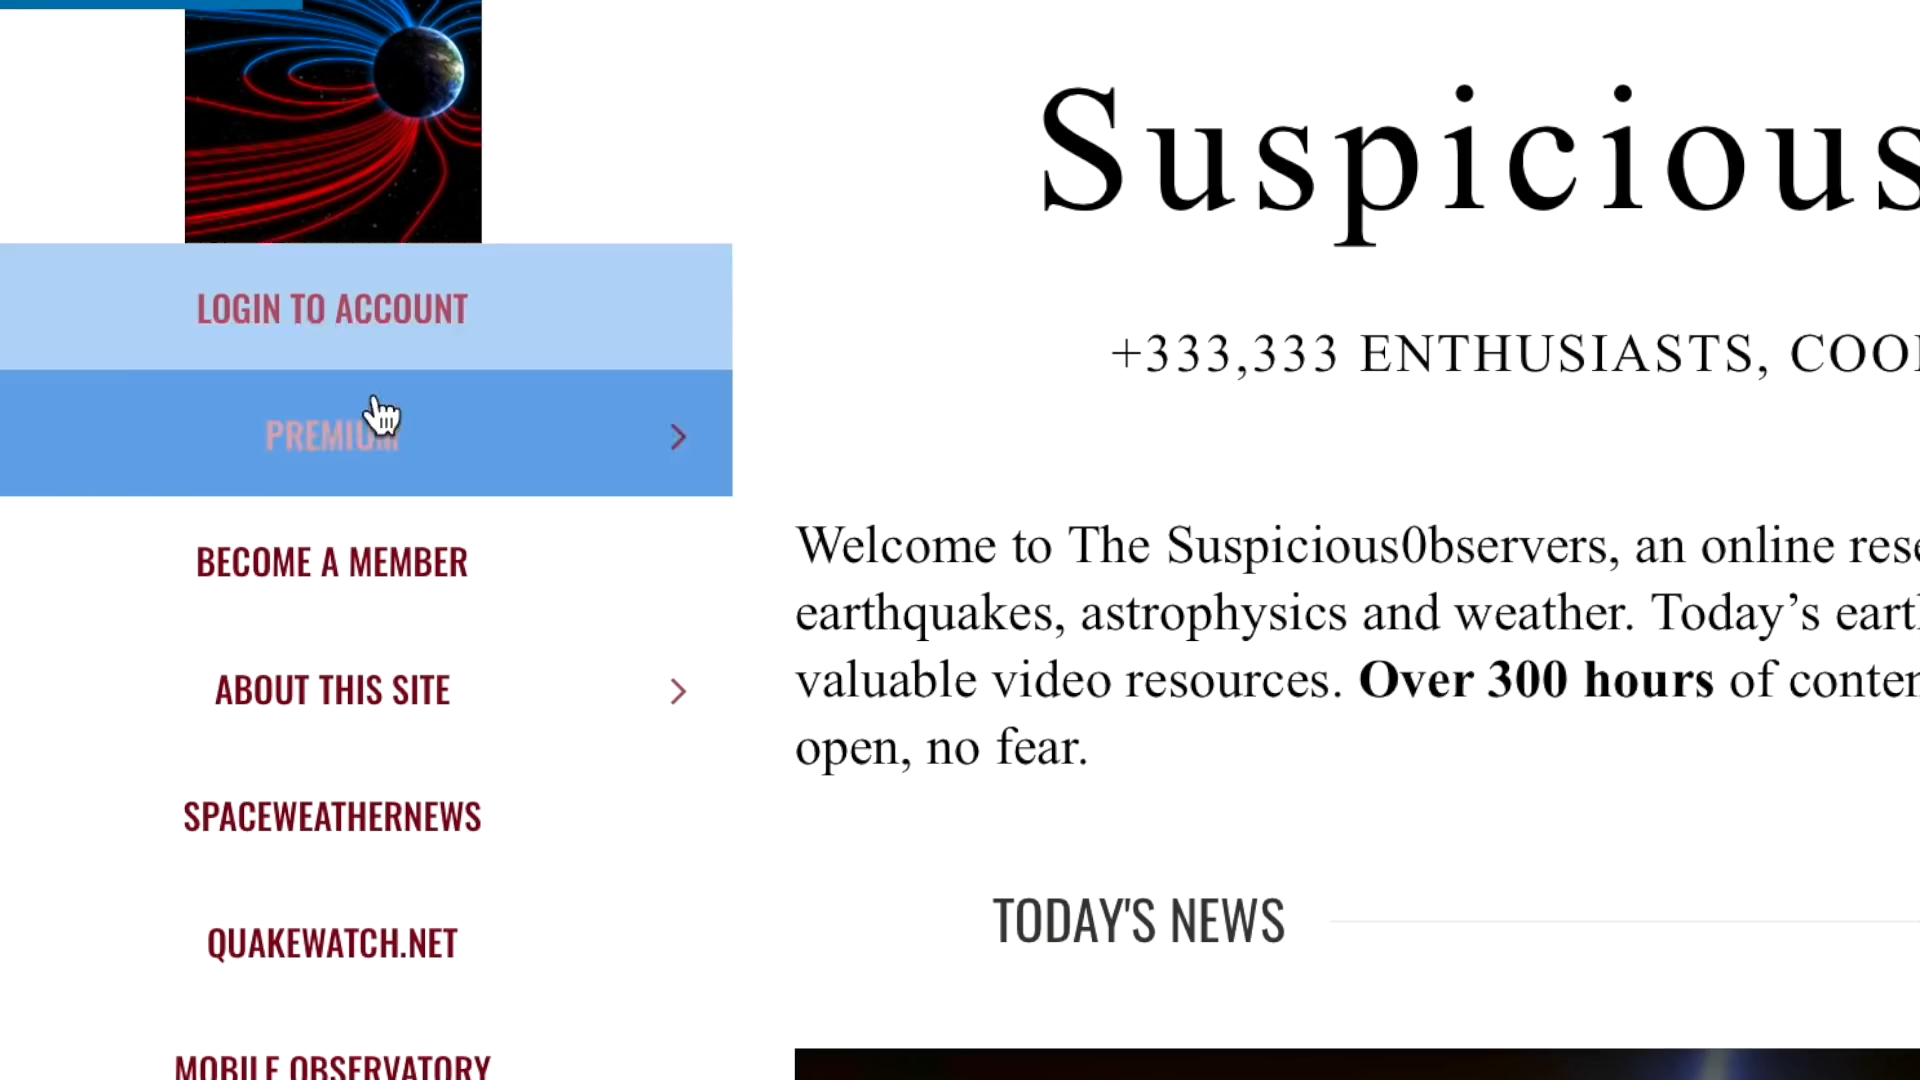 LOGIN TO ACCOUNT
PREMIUM
BECOME A MEMBER
ABOUT THIS SITE
SPACEWEATHERNEWS
QUAKEWATCH.NET
MOBILE OBSERVATORY
Suspicious
+333,333 ENTHUSIASTS,
Welcome to The Suspicious0bservers, an online
earthquakes, astrophysics and weather. Today’s
valuable video resources. Over 300 hours of
open, no fear.
TODAY'S NEWS